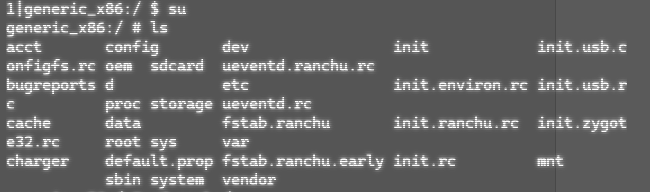 1|generic_x86:/ $ su
generic_x86:/ # ls
acct       config       dev                init            init.usb.c
onfigfs.rc oem  sdcard  ueventd.ranchu.rc
bugreports d            etc                init.environ.rc init.usb.r
c          proc storage ueventd.rc
cache      data         fstab.ranchu       init.ranchu.rc  init.zygot
e32.rc     root sys     var
charger    default.prop fstab.ranchu.early init.rc         mnt
           sbin system  vendor